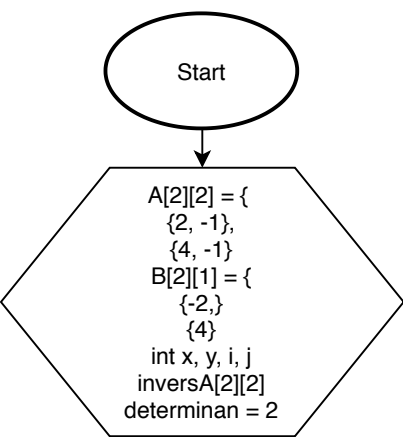 Start
A[2][2] = {
{2, -1},
{4, -1}
B[2][1] = {
{-2,}
{4}
int x, y, i, j
inversA[2][2]
determinan = 2